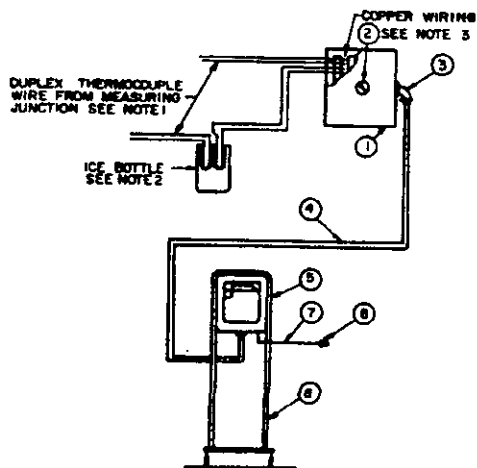 COPPER WIRING
② SEE NOTE 3
③
DUPLEX THERMOCOUPLE
WIRE FROM MEASURING
JUNCTION SEE NOTE 1
①
ICE BOTTLE
SEE NOTE 2
④
⑤
⑦
⑧
⑥